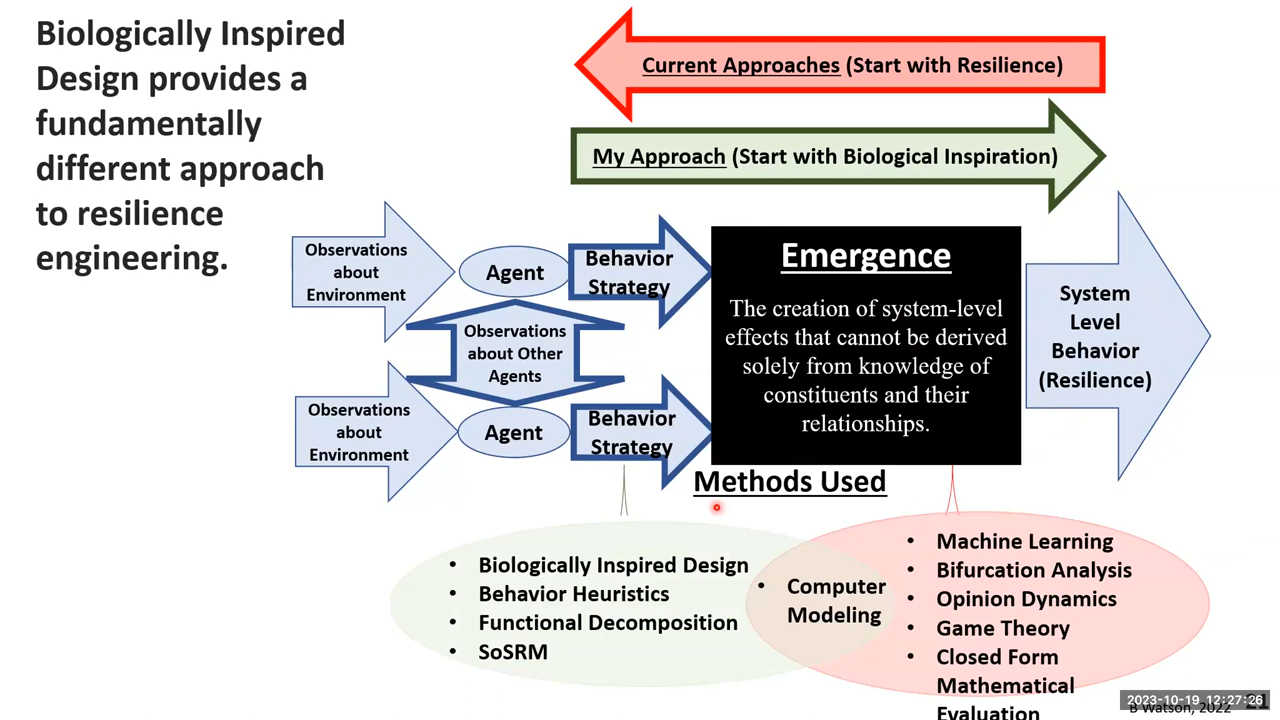 Biologically Inspired
Design provides a
fundamentally
different approach
to resilience
engineering.
Current Approaches (Start with Resilience)
My Approach (Start with Biological Inspiration)
Observations
about
Environment
Agent
Behavior
Strategy
Observations
about Other
Agents
Observations
about
Environment
Agent
Behavior
Strategy
Emergence
The creation of system-level
effects that cannot be derived
solely from knowledge of
constituents and their
relationships.
System
Level
Behavior
(Resilience)
Methods Used
• Biologically Inspired Design
• Behavior Heuristics
• Functional Decomposition
• SoSRM
• Computer
Modeling
• Machine Learning
• Bifurcation Analysis
• Opinion Dynamics
• Game Theory
• Closed Form
Mathematical
Evaluation
2023-10-19 12:27:26
B Watson, 2022
21